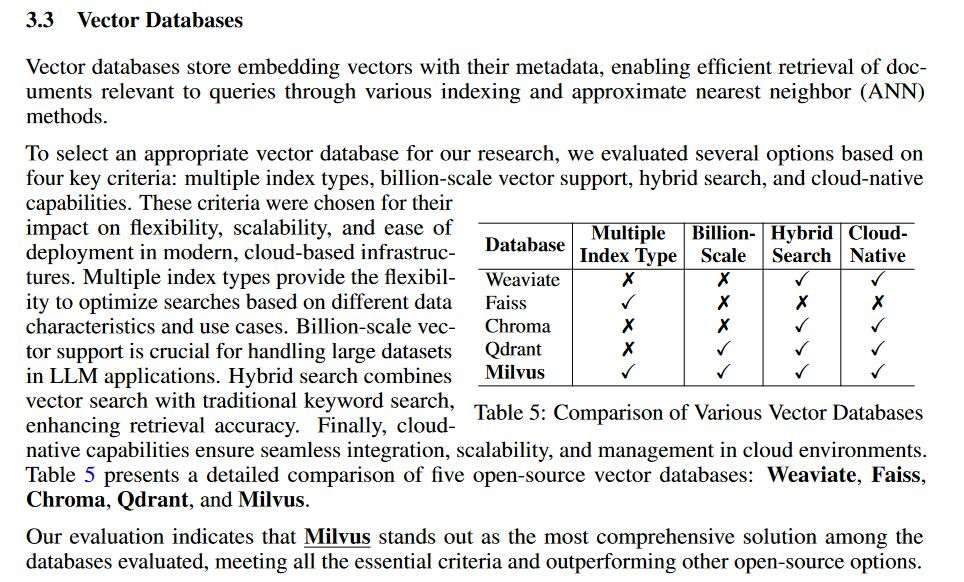 3.3 Vector Databases
Vector databases store embedding vectors with their metadata, enabling efficient retrieval of doc-
uments relevant to queries through various indexing and approximate nearest neighbor (ANN)
methods.
To select an appropriate vector database for our research, we evaluated several options based on
four key criteria: multiple index types, billion-scale vector support, hybrid search, and cloud-native
capabilities. These criteria were chosen for their
impact on flexibility, scalability, and ease of
deployment in modern, cloud-based infrastruc-
tures. Multiple index types provide the flexibil-
ity to optimize searches based on different data
characteristics and use cases. Billion-scale vec-
tor support is crucial for handling large datasets
in LLM applications. Hybrid search combines
vector search with traditional keyword search,
enhancing retrieval accuracy. Finally, cloud-
native capabilities ensure seamless integration, scalability, and management in cloud environments.
Table 5 presents a detailed comparison of five open-source vector databases: Weaviate, Faiss,
Chroma, Qdrant, and Milvus.
Database Multiple Index Type Billion-Scale Hybrid Search Cloud-Native
Weaviate ✗ ✗ ✓ ✓
Faiss ✓ ✗ ✗ ✗
Chroma ✗ ✗ ✓ ✓
Qdrant ✗ ✓ ✓ ✓
Milvus ✓ ✓ ✓ ✓
Table 5: Comparison of Various Vector Databases
Our evaluation indicates that Milvus stands out as the most comprehensive solution among the
databases evaluated, meeting all the essential criteria and outperforming other open-source options.